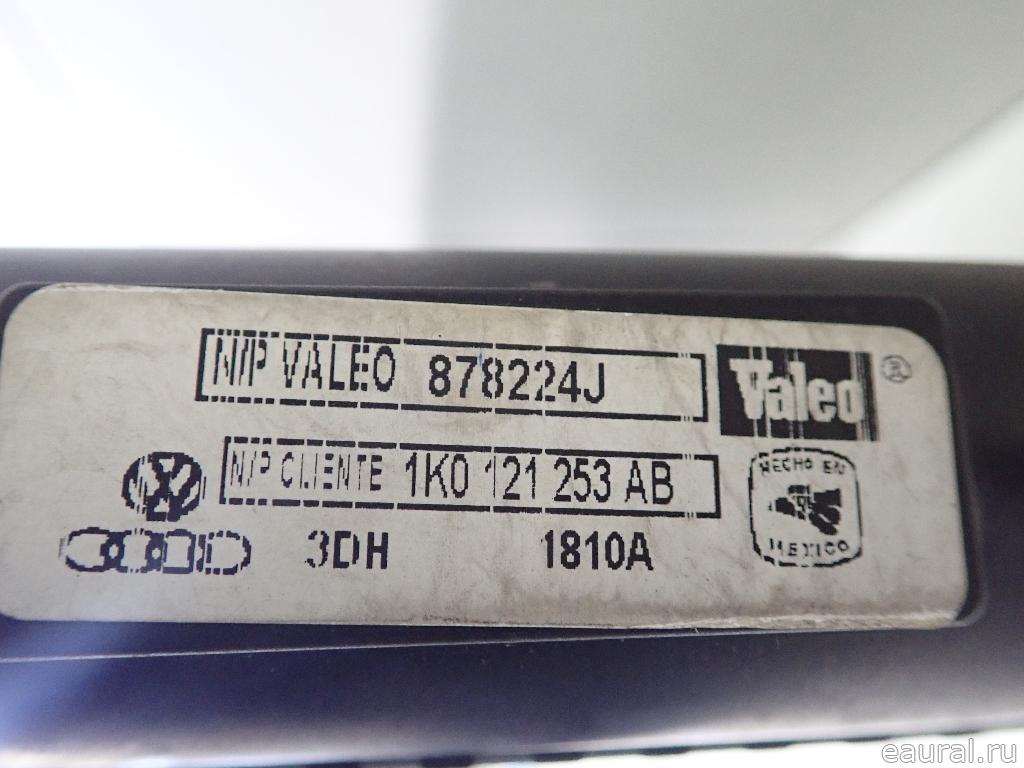 N/P VALEO 878224J
Valeo ®
N/P CLIENTE 1K0 121 253 AB
HECHO EN
MEXICO
3DH 1810A
eaural.ru